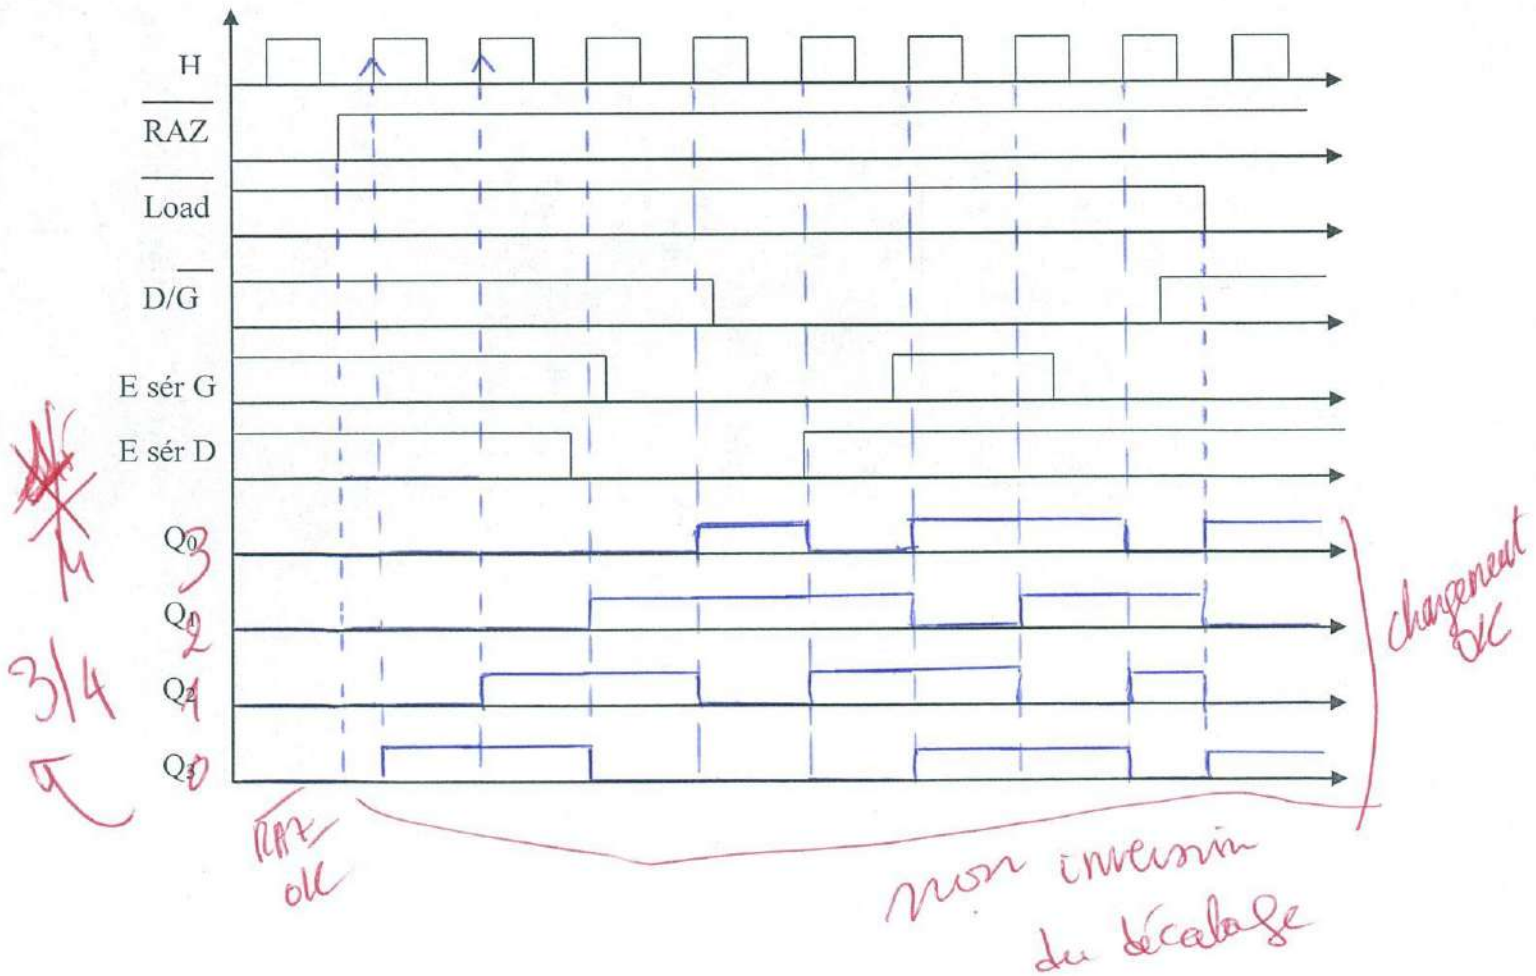 H
RAZ
Load
D/G
E sér G
E sér D
Q0 3
Q1 2
Q2 1
Q3 0
3/4
RAZ
OK
chargement
OK
non inversion
du décalage